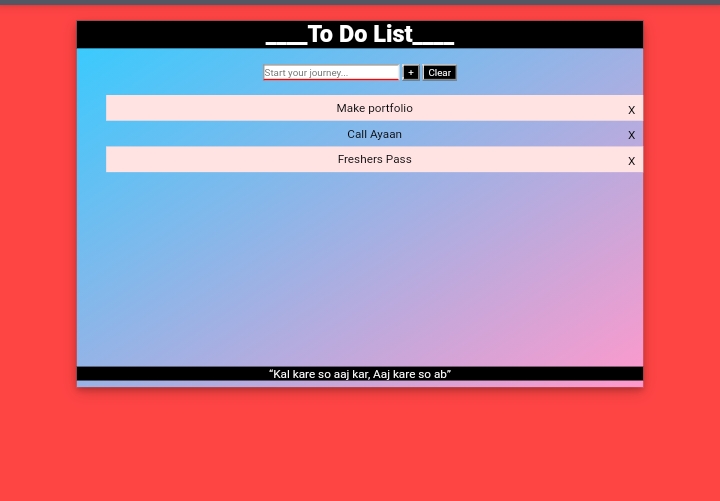 ____To Do List____
Start your journey...
+
Clear
Make portfolio
X
Call Ayaan
X
Freshers Pass
X
“Kal kare so aaj kar, Aaj kare so ab”